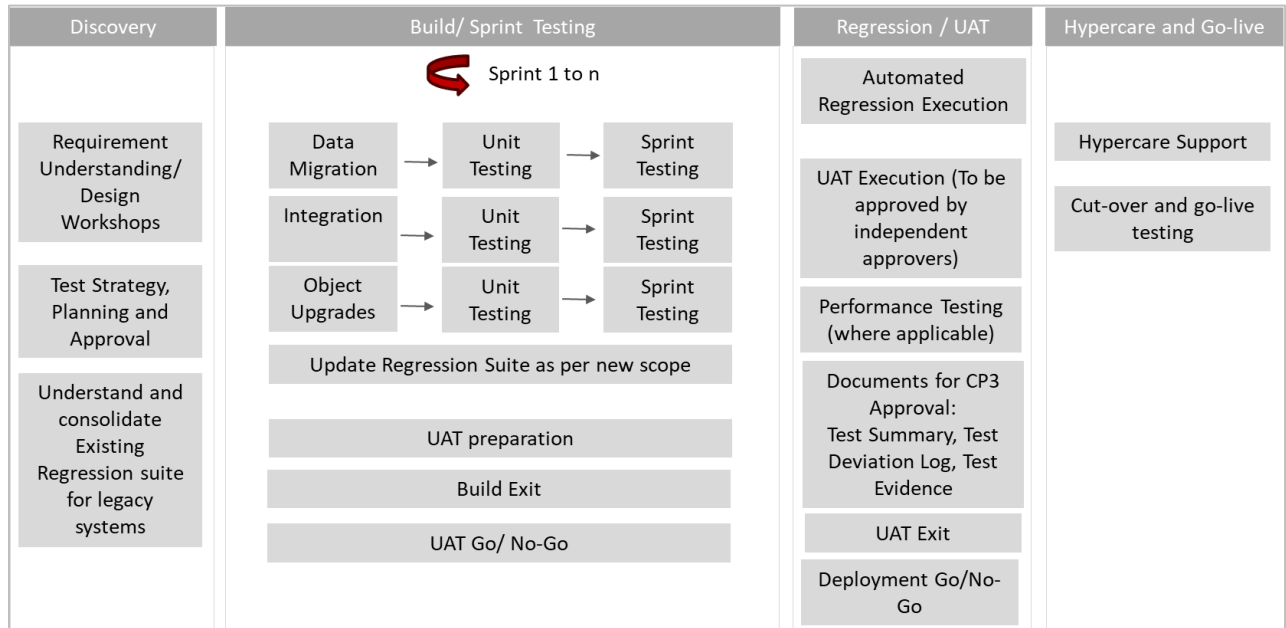 Discovery
Build/ Sprint Testing
Regression / UAT
Hypercare and Go-live
Requirement
Understanding/
Design
Workshops
Test Strategy,
Planning and
Approval
Understand and
consolidate
Existing
Regression suite
for legacy
systems
Sprint 1 to n
Data
Migration
Unit
Testing
Sprint
Testing
Integration
Unit
Testing
Sprint
Testing
Object
Upgrades
Unit
Testing
Sprint
Testing
Update Regression Suite as per new scope
UAT preparation
Build Exit
UAT Go/ No-Go
Automated
Regression Execution
UAT Execution (To be
approved by
independent
approvers)
Performance Testing
(where applicable)
Documents for CP3
Approval:
Test Summary, Test
Deviation Log, Test
Evidence
UAT Exit
Deployment Go/No-
Go
Hypercare Support
Cut-over and go-live
testing